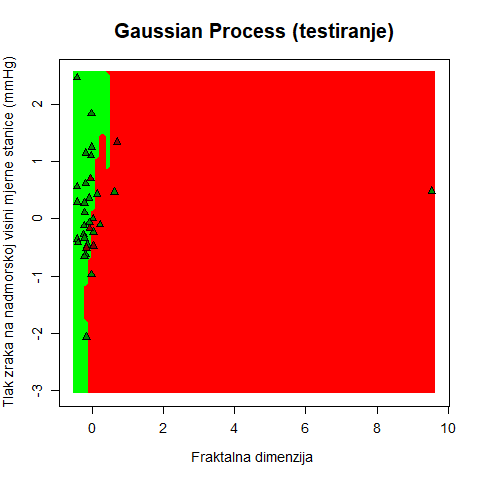 Gaussian Process (testiranje)
Tlak zraka na nadmorskoj visini mjerne stanice (mmHg)
2
1
0
-1
-2
-3
0 2 4 6 8 10
Fraktalna dimenzija